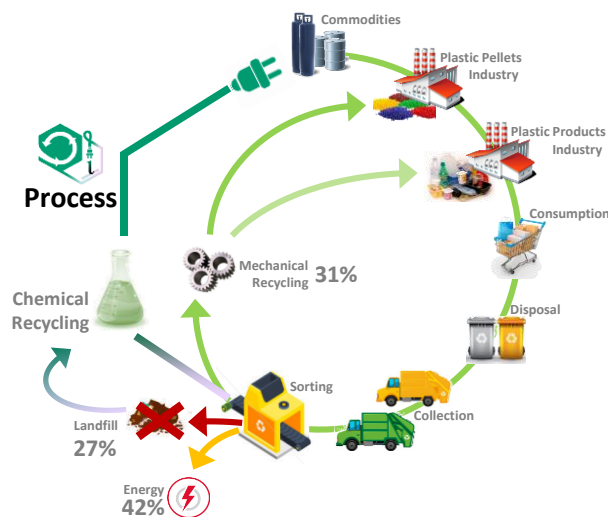 Commodities
Plastic Pellets
Industry
Plastic Products
Industry
Process
Consumption
Mechanical
Recycling 31%
Chemical
Recycling
Disposal
Sorting
Collection
Landfill
27%
Energy
42%